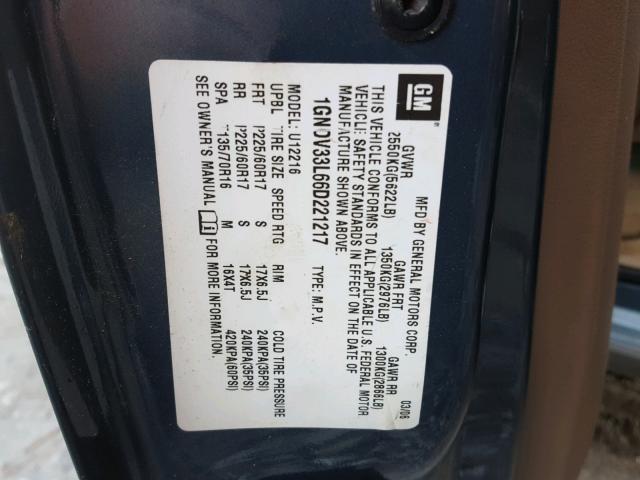 GM
MFD BY GENERAL MOTORS CORP. 03/06
GVWR GAWR FRT GAWR RR
2550KG(5622LB) 1350KG(2976LB) 1300KG(2866LB)
THIS VEHICLE CONFORMS TO ALL APPLICABLE U.S. FEDERAL MOTOR
VEHICLE SAFETY STANDARDS IN EFFECT ON THE DATE OF
MANUFACTURE SHOWN ABOVE.
1GNDV33L66D221217 TYPE: M.P.V.
MODEL: U12216
UPBL TIRE SIZE SPEED RTG RIM COLD TIRE PRESSURE
FRT P225/60R17 S 17X6.5J 240KPA(35PSI)
RR P225/60R17 S 17X6.5J 240KPA(35PSI)
SPA T135/70R16 M 16X4T 420KPA(60PSI)
SEE OWNER'S MANUAL i FOR MORE INFORMATION.